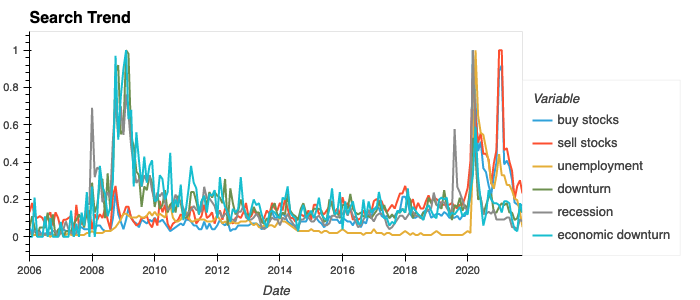 Search Trend
1
0.8
0.6
0.4
0.2
0
2006 2008 2010 2012 2014 2016 2018 2020
Date
Variable
buy stocks
sell stocks
unemployment
downturn
recession
economic downturn